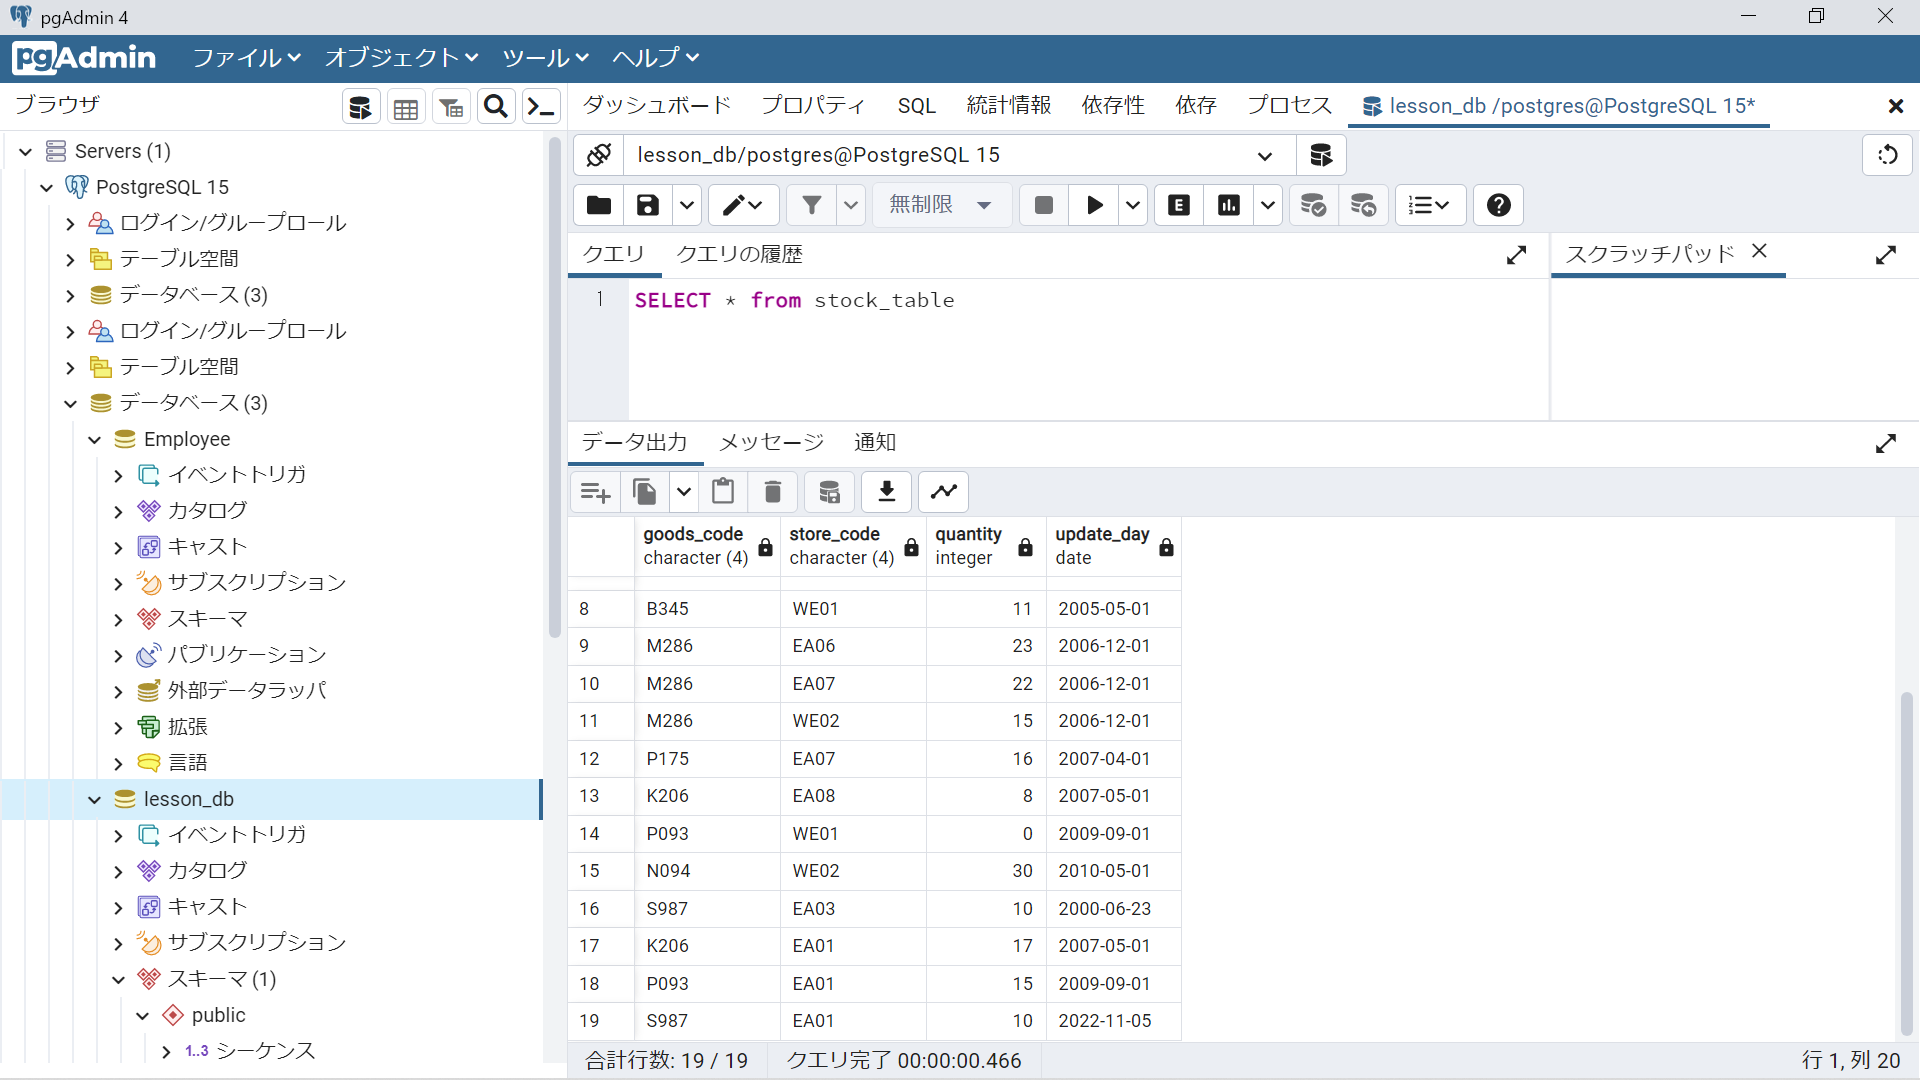 pgAdmin 4
pgAdmin ファイル オブジェクト ツール ヘルプ
ブラウザ
ダッシュボード プロパティ SQL 統計情報 依存性 依存 プロセス lesson_db /postgres@PostgreSQL 15*
Servers (1)
PostgreSQL 15
ログイン/グループロール
テーブル空間
データベース (3)
ログイン/グループロール
テーブル空間
データベース (3)
Employee
イベントトリガ
カタログ
キャスト
サブスクリプション
スキーマ
パブリケーション
外部データラッパ
拡張
言語
lesson_db
イベントトリガ
カタログ
キャスト
サブスクリプション
スキーマ (1)
public
1..3 シーケンス
lesson_db/postgres@PostgreSQL 15
無制限 E
クエリ クエリの履歴
スクラッチパッド
1 SELECT * from stock_table
データ出力 メッセージ 通知
goods_code store_code quantity update_day
character (4) character (4) integer date
8 B345 WE01 11 2005-05-01
9 M286 EA06 23 2006-12-01
10 M286 EA07 22 2006-12-01
11 M286 WE02 15 2006-12-01
12 P175 EA07 16 2007-04-01
13 K206 EA08 8 2007-05-01
14 P093 WE01 0 2009-09-01
15 N094 WE02 30 2010-05-01
16 S987 EA03 10 2000-06-23
17 K206 EA01 17 2007-05-01
18 P093 EA01 15 2009-09-01
19 S987 EA01 10 2022-11-05
合計行数: 19 / 19 クエリ完了 00:00:00.466 行 1, 列 20